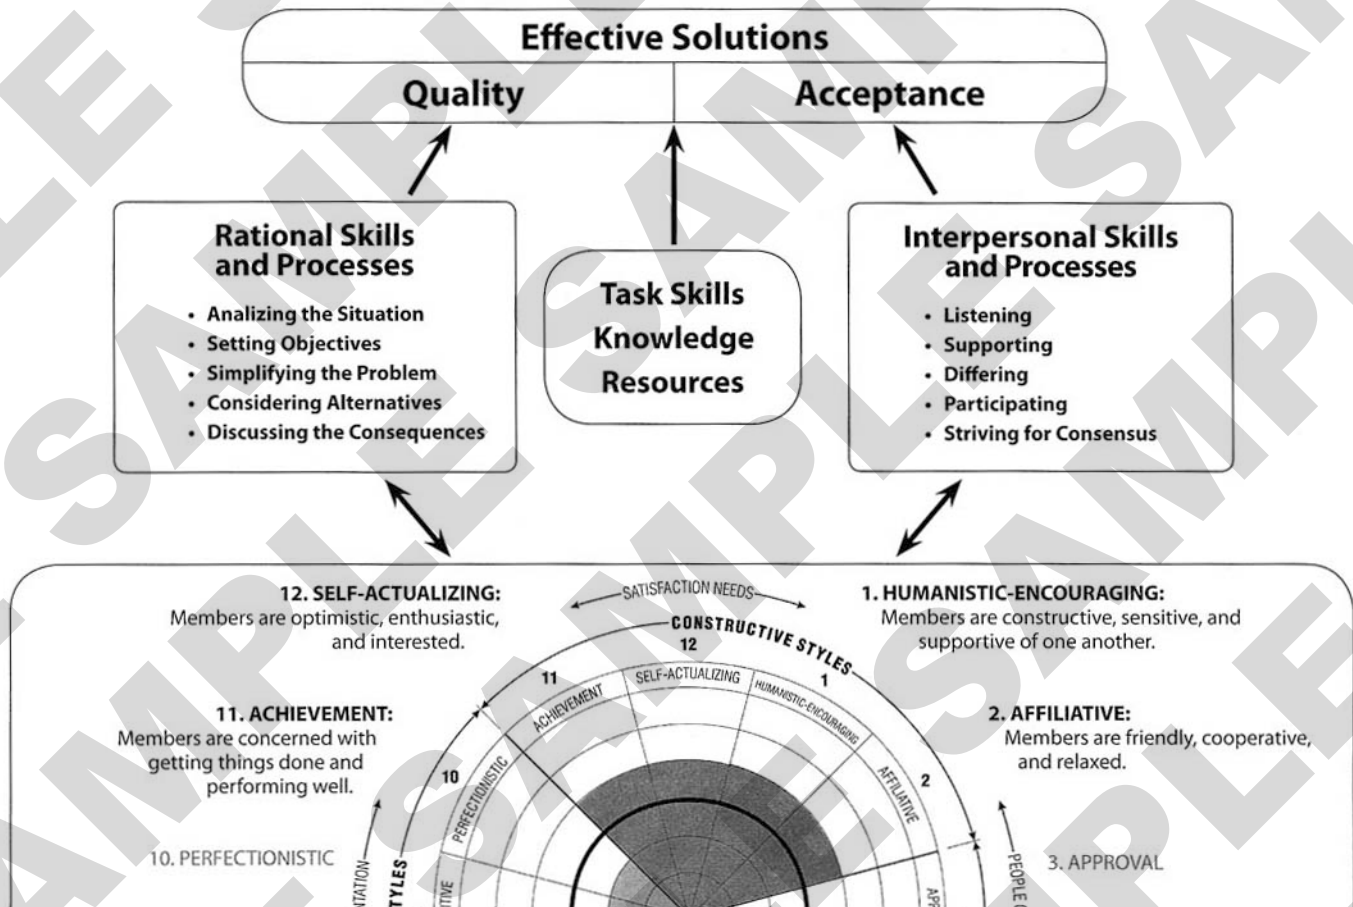 Effective Solutions
Quality
Acceptance
Rational Skills
and Processes
• Analizing the Situation
• Setting Objectives
• Simplifying the Problem
• Considering Alternatives
• Discussing the Consequences
Task Skills
Knowledge
Resources
Interpersonal Skills
and Processes
• Listening
• Supporting
• Differing
• Participating
• Striving for Consensus
12. SELF-ACTUALIZING:
Members are optimistic, enthusiastic,
and interested.
SATISFACTION NEEDS
1. HUMANISTIC-ENCOURAGING:
Members are constructive, sensitive, and
supportive of one another.
CONSTRUCTIVE STYLES
12
SELF-ACTUALIZING
11
ACHIEVEMENT
1
HUMANISTIC-ENCOURAGING
11. ACHIEVEMENT:
Members are concerned with
getting things done and
performing well.
2. AFFILIATIVE:
Members are friendly, cooperative,
and relaxed.
10
PERFECTIONISTIC
2
AFFILIATIVE
10. PERFECTIONISTIC
3. APPROVAL
PEOPLE
STYLES
SAMPLE SAMPLE SAMPLE